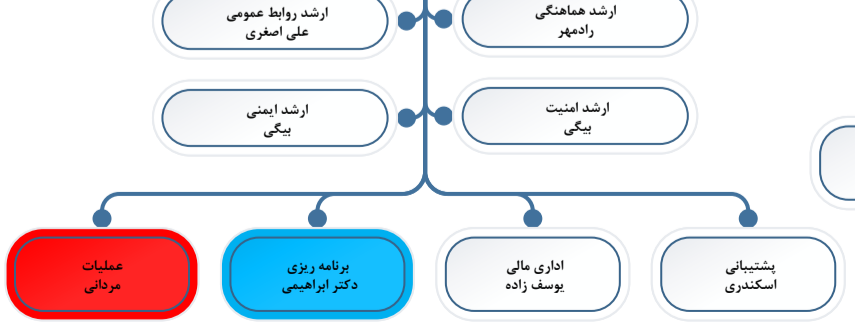 ارشد هماهنگی
رادمهر
ارشد روابط عمومی
علی اصغری
ارشد امنیت
بیگی
ارشد ایمنی
بیگی
پشتیبانی
اسکندری
اداری مالی
یوسف زاده
برنامه ریزی
دکتر ابراهیمی
عملیات
مردانی